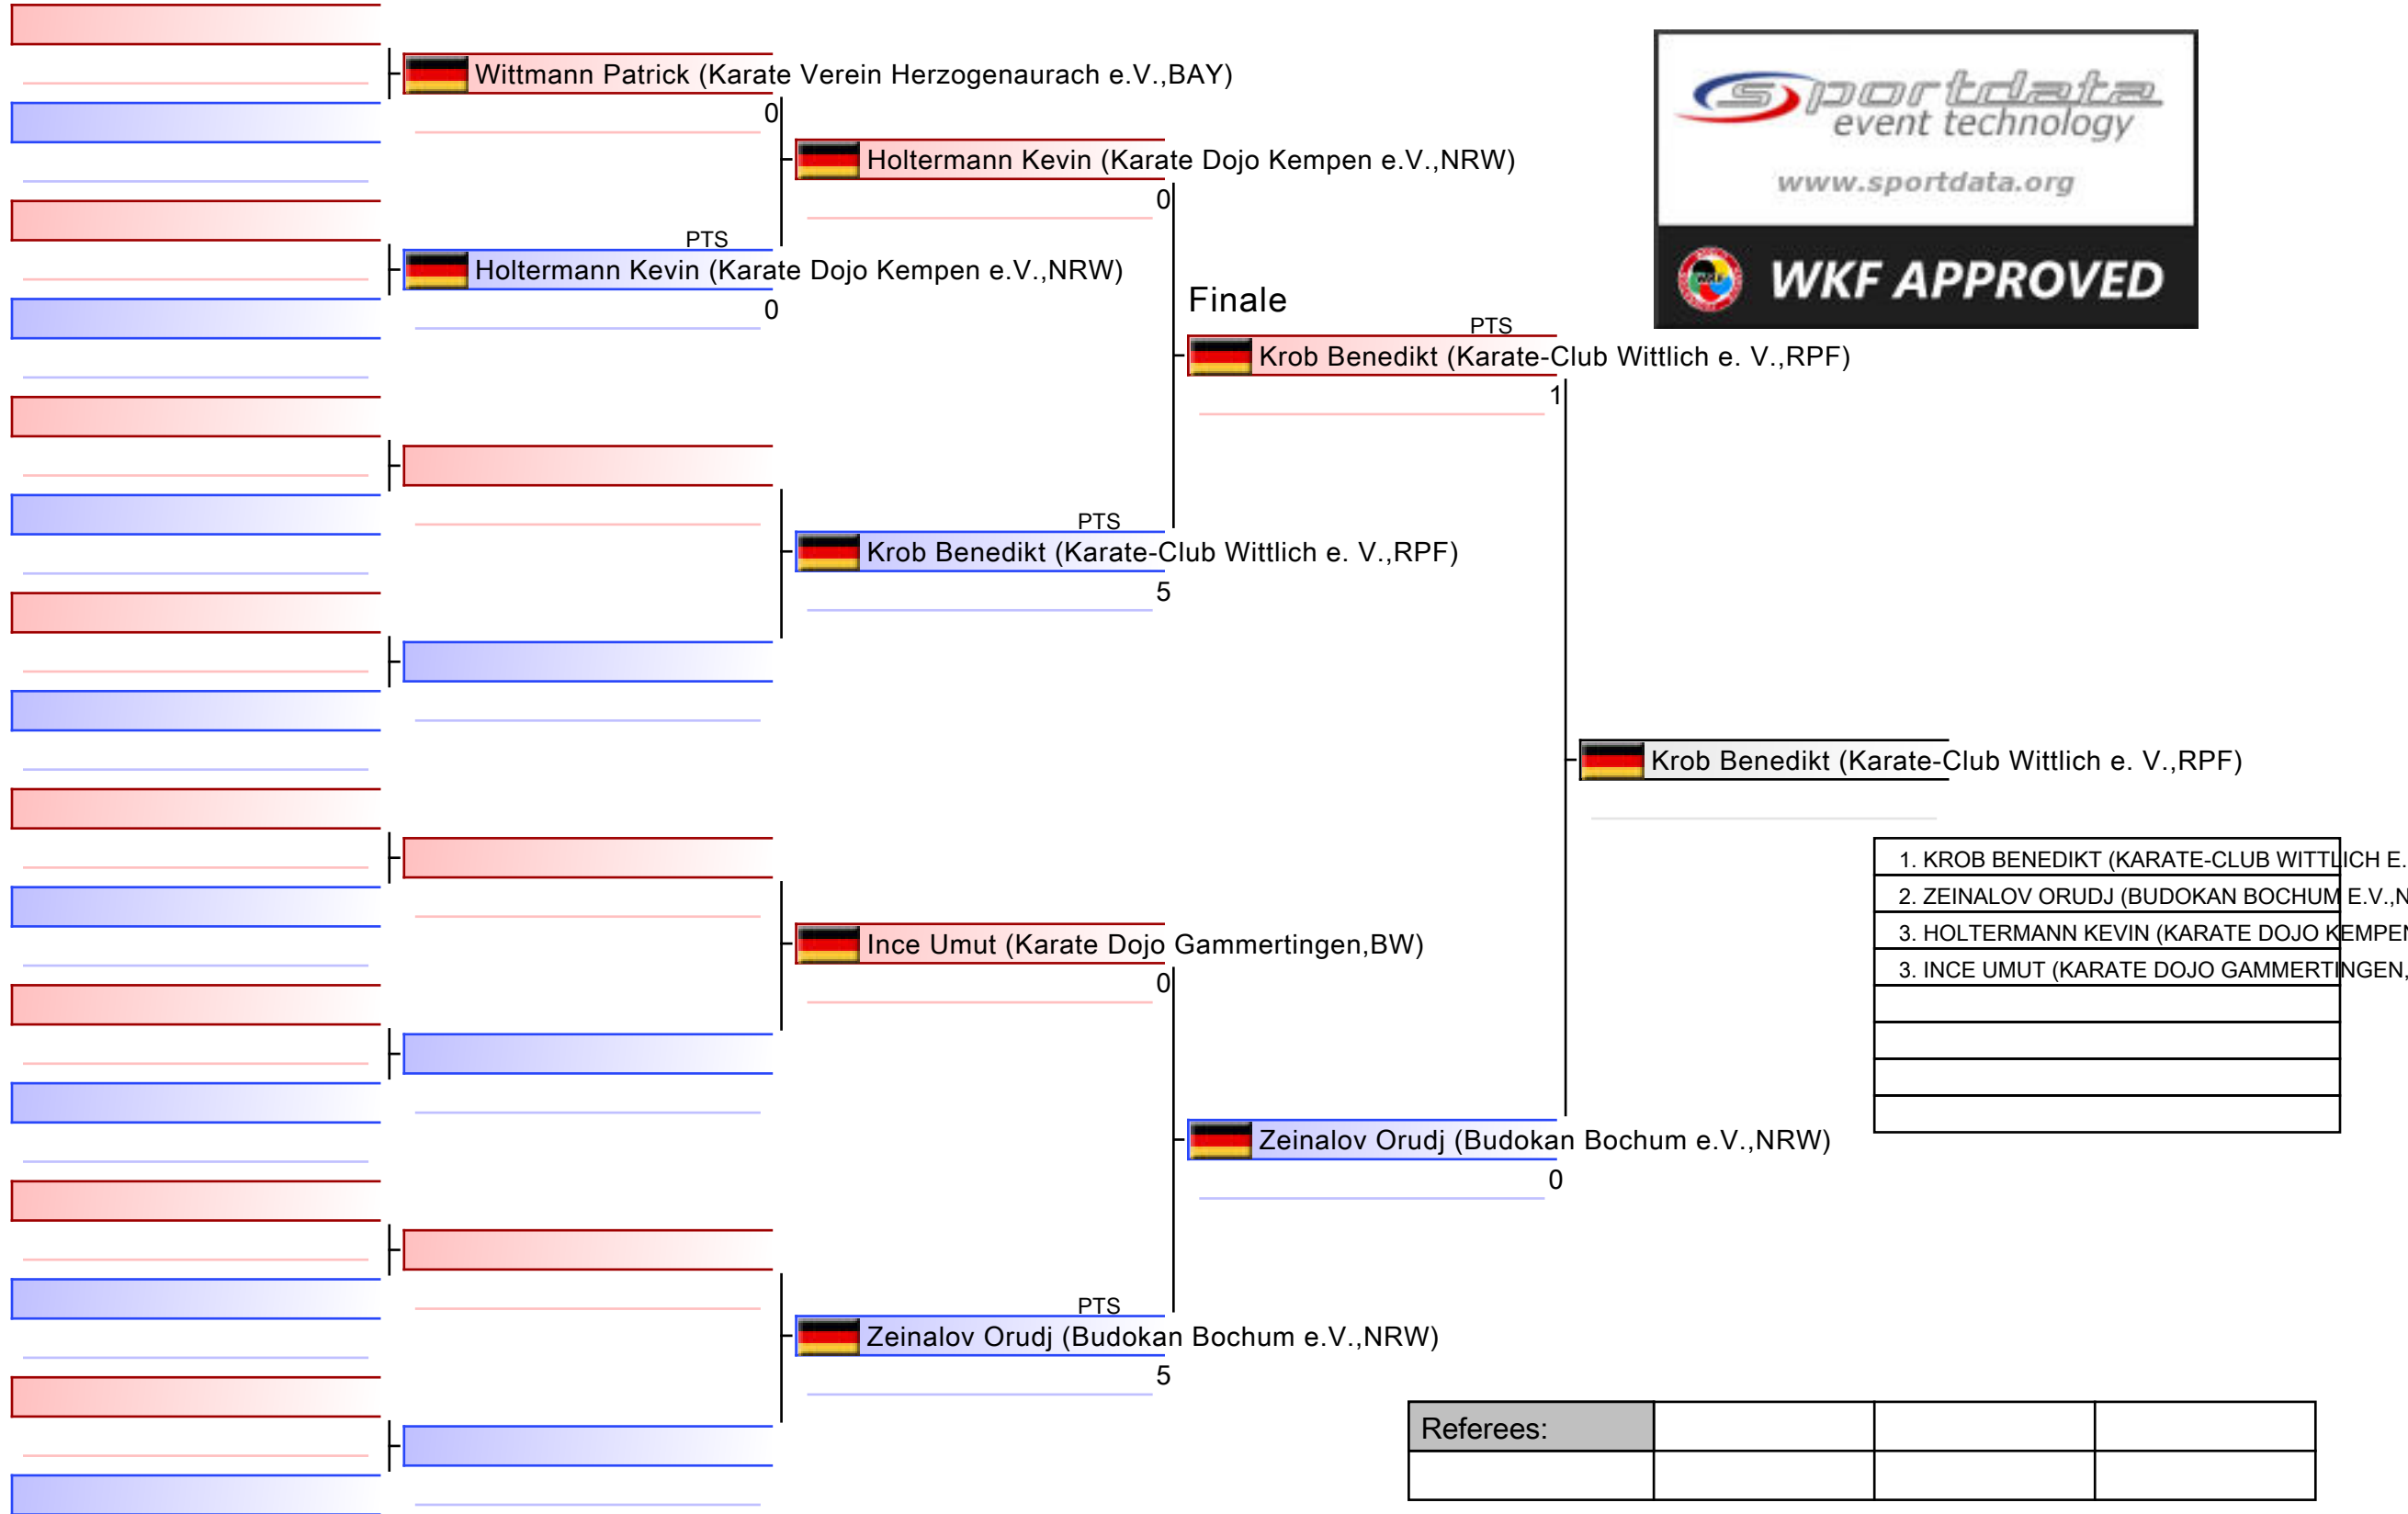 Wittmann Patrick (Karate Verein Herzogenaurach e.V.,BAY)
0
PTS
Holtermann Kevin (Karate Dojo Kempen e.V.,NRW)
0
Holtermann Kevin (Karate Dojo Kempen e.V.,NRW)
0
PTS
Krob Benedikt (Karate-Club Wittlich e. V.,RPF)
5
Ince Umut (Karate Dojo Gammertingen,BW)
0
PTS
Zeinalov Orudj (Budokan Bochum e.V.,NRW)
5
Finale
PTS
Krob Benedikt (Karate-Club Wittlich e. V.,RPF)
1
Zeinalov Orudj (Budokan Bochum e.V.,NRW)
0
Krob Benedikt (Karate-Club Wittlich e. V.,RPF)
sportdata
event technology
www.sportdata.org
WKF APPROVED
1. KROB BENEDIKT (KARATE-CLUB WITTLICH E.
2. ZEINALOV ORUDJ (BUDOKAN BOCHUM E.V.,N
3. HOLTERMANN KEVIN (KARATE DOJO KEMPEN
3. INCE UMUT (KARATE DOJO GAMMERTINGEN,
Referees: